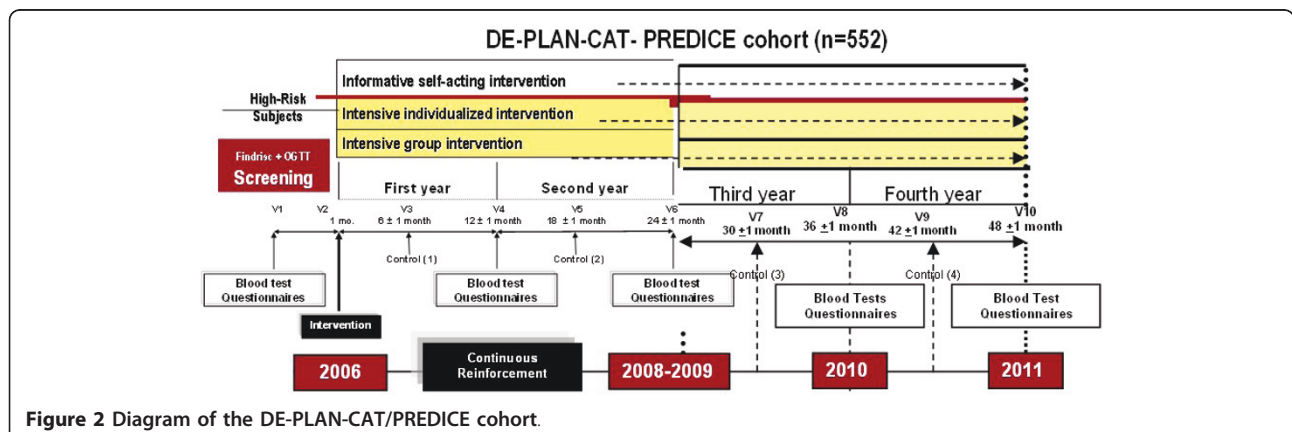 DE-PLAN-CAT- PREDICE cohort (n=552)
Informative self-acting intervention
High-Risk
Subjects
Intensive individualized intervention
Intensive group intervention
Findrisc + OGTT
Screening
First year
Second year
Third year
Fourth year
V1
V2
1 mo.
V3
6 ± 1 month
V4
12 ± 1 month
V5
18 ± 1 month
V6
24 ± 1 month
V7
30 ±1 month
V8
36 ±1 month
V9
42 ±1 month
V10
48 ±1 month
Control (1)
Control (2)
Control (3)
Control (4)
Blood test
Questionnaires
Blood test
Questionnaires
Blood test
Questionnaires
Blood Tests
Questionnaires
Blood Test
Questionnaires
Intervention
2006
Continuous
Reinforcement
2008-2009
2010
2011
Figure 2 Diagram of the DE-PLAN-CAT/PREDICE cohort.